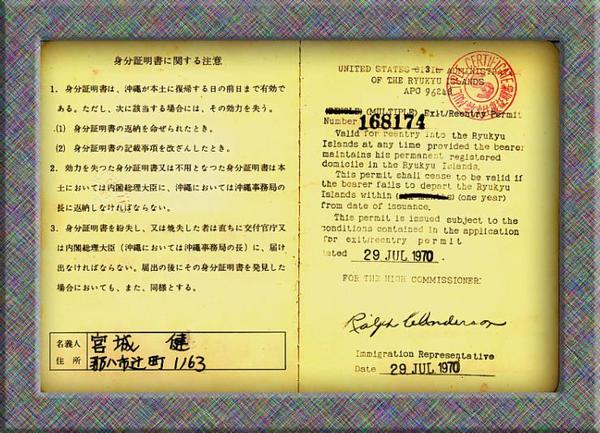 身分証明書に関する注意
1. 身分証明書は、沖縄が本土に復帰する日の前日まで有効で
ある。ただし、次に該当する場合には、その効力を失う。
(1) 身分証明書の返納を命ぜられたとき。
(2) 身分証明書の記載事項を改ざんしたとき。
2. 効力を失つた身分証明書又は不用となつた身分証明書は本
土においては内閣総理大臣に、沖縄においては沖縄事務局の
長に返納しなければならない。
3. 身分証明書を紛失し、又は焼失した者は直ちに交付官庁又
は内閣総理大臣(沖縄においては沖縄事務局の長)に、届け
出なければならない。届出の後にその身分証明書を発見した
場合においても、また、同様とする。
名義人 宮城 健
住所 那八市辻町 1163
UNITED STATES CIVIL ADMINISTRATION
OF THE RYUKYU ISLANDS
APO 96248
(SINGLE) (MULTIPLE) Exit/Reentry Permit
Number 168174
Valid for reentry into the Ryukyu
Islands at any time provided the bearer
maintains his permanent registered
domicile in the Ryukyu Islands.
This permit shall cease to be valid if
the bearer fails to depart the Ryukyu
Islands within (one year)
from date of issuance.
This permit is issued subject to the
conditions contained in the application
for exit/reentry permit
Dated 29 JUL 1970.
FOR THE HIGH COMMISSIONER:
Ralph C Anderson
Immigration Representative
Date 29 JUL 1970